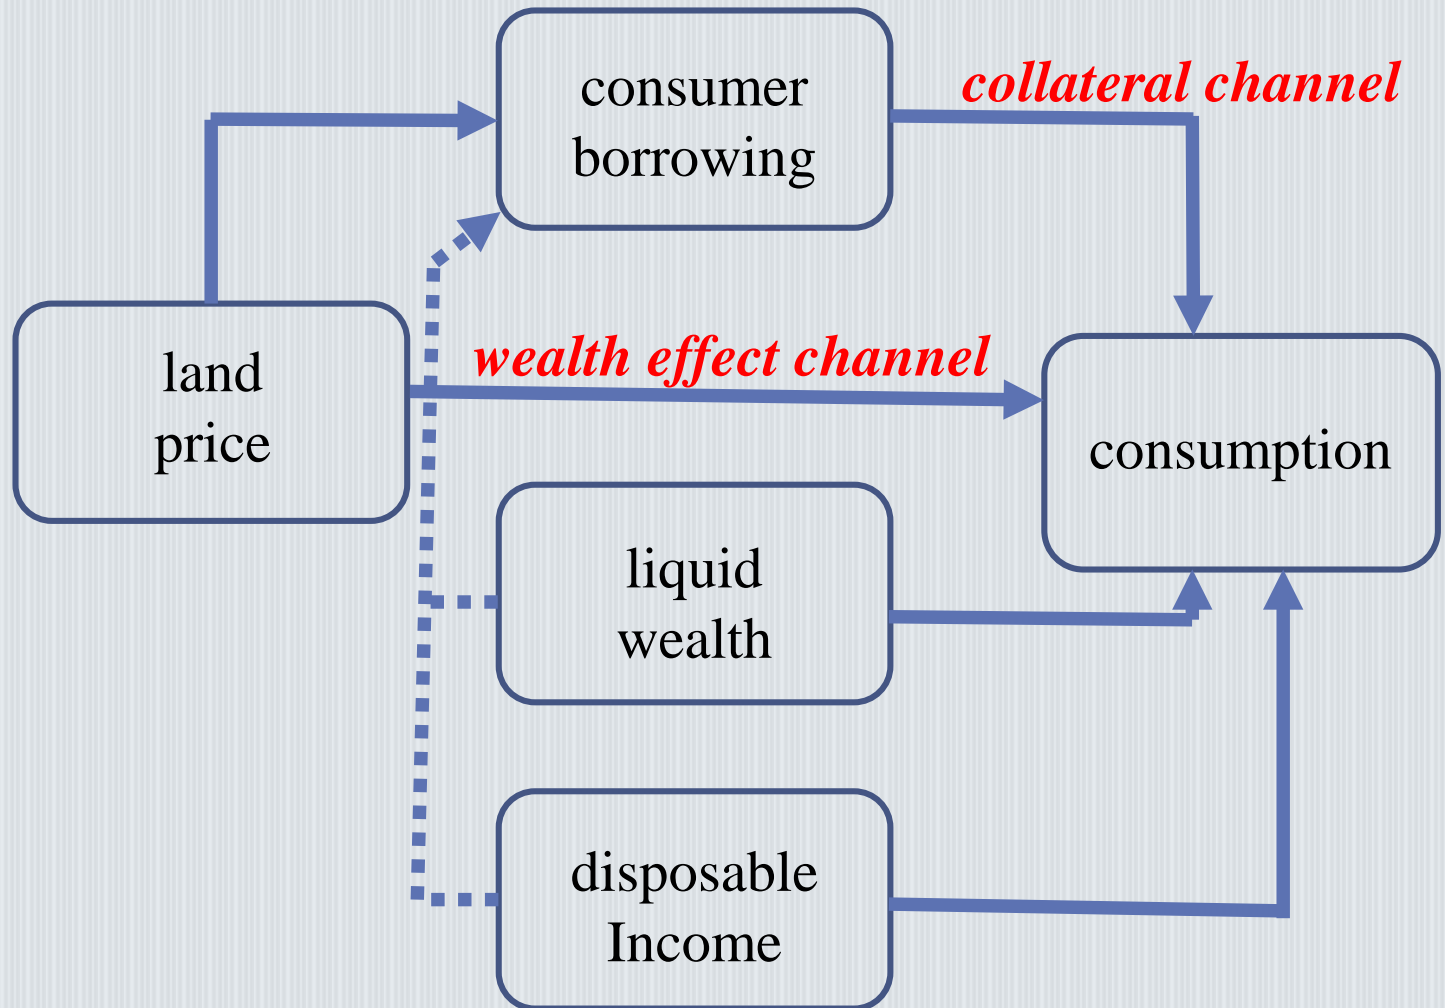 consumer
borrowing
collateral channel
land
price
wealth effect channel
consumption
liquid
wealth
disposable
Income